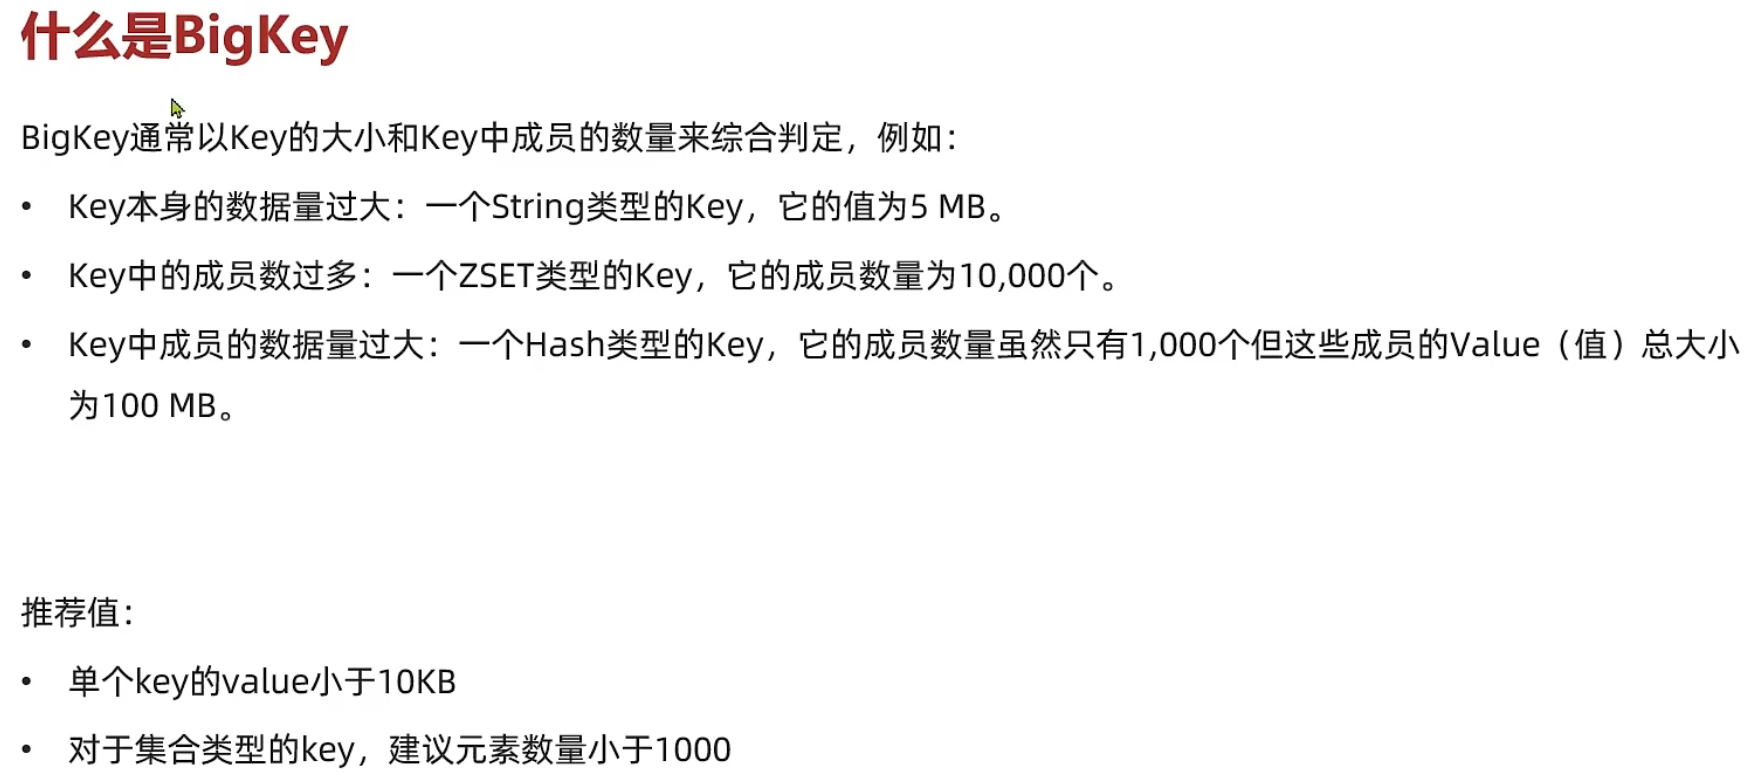 什么是BigKey
BigKey通常以Key的大小和Key中成员的数量来综合判定，例如：
• Key本身的数据量过大：一个String类型的Key，它的值为5 MB。
• Key中的成员数过多：一个ZSET类型的Key，它的成员数量为10,000个。
• Key中成员的数据量过大：一个Hash类型的Key，它的成员数量虽然只有1,000个但这些成员的Value（值）总大小
为100 MB。
推荐值：
• 单个key的value小于10KB
• 对于集合类型的key，建议元素数量小于1000